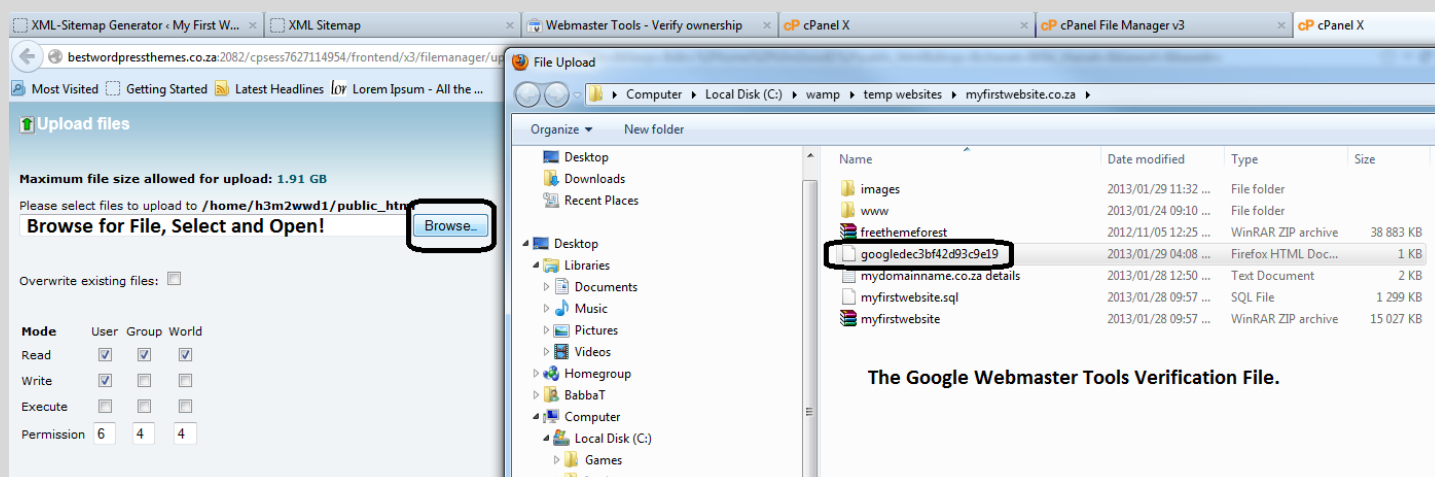 XML-Sitemap Generator ‹ My First W... × XML Sitemap × Webmaster Tools - Verify ownership × cP cPanel X × cP cPanel File Manager v3 × cP cPanel X
bestwordpressthemes.co.za:2082/cpsess7627114954/frontend/x3/filemanager/up
Most Visited Getting Started Latest Headlines Lorem Ipsum - All the ...
Upload files
Maximum file size allowed for upload: 1.91 GB
Please select files to upload to /home/h3m2wwd1/public_html
Browse for File, Select and Open! Browse...
Overwrite existing files:
Mode User Group World
Read
Write
Execute
Permission 6 4 4
File Upload
Computer Local Disk (C:) wamp temp websites myfirstwebsite.co.za
Organize New folder
Desktop
Downloads
Recent Places
Desktop
Libraries
Documents
Music
Pictures
Videos
Homegroup
BabbaT
Computer
Local Disk (C:)
Games
Name Date modified Type Size
images 2013/01/29 11:32 ... File folder
www 2013/01/24 09:10 ... File folder
freethemeforest 2012/11/05 12:25 ... WinRAR ZIP archive 38 883 KB
googledec3bf42d93c9e19 2013/01/29 04:08 ... Firefox HTML Doc... 1 KB
mydomainname.co.za details 2013/01/28 12:50 ... Text Document 2 KB
myfirstwebsite.sql 2013/01/28 09:57 ... SQL File 1 299 KB
myfirstwebsite 2013/01/28 09:57 ... WinRAR ZIP archive 15 027 KB
The Google Webmaster Tools Verification File.